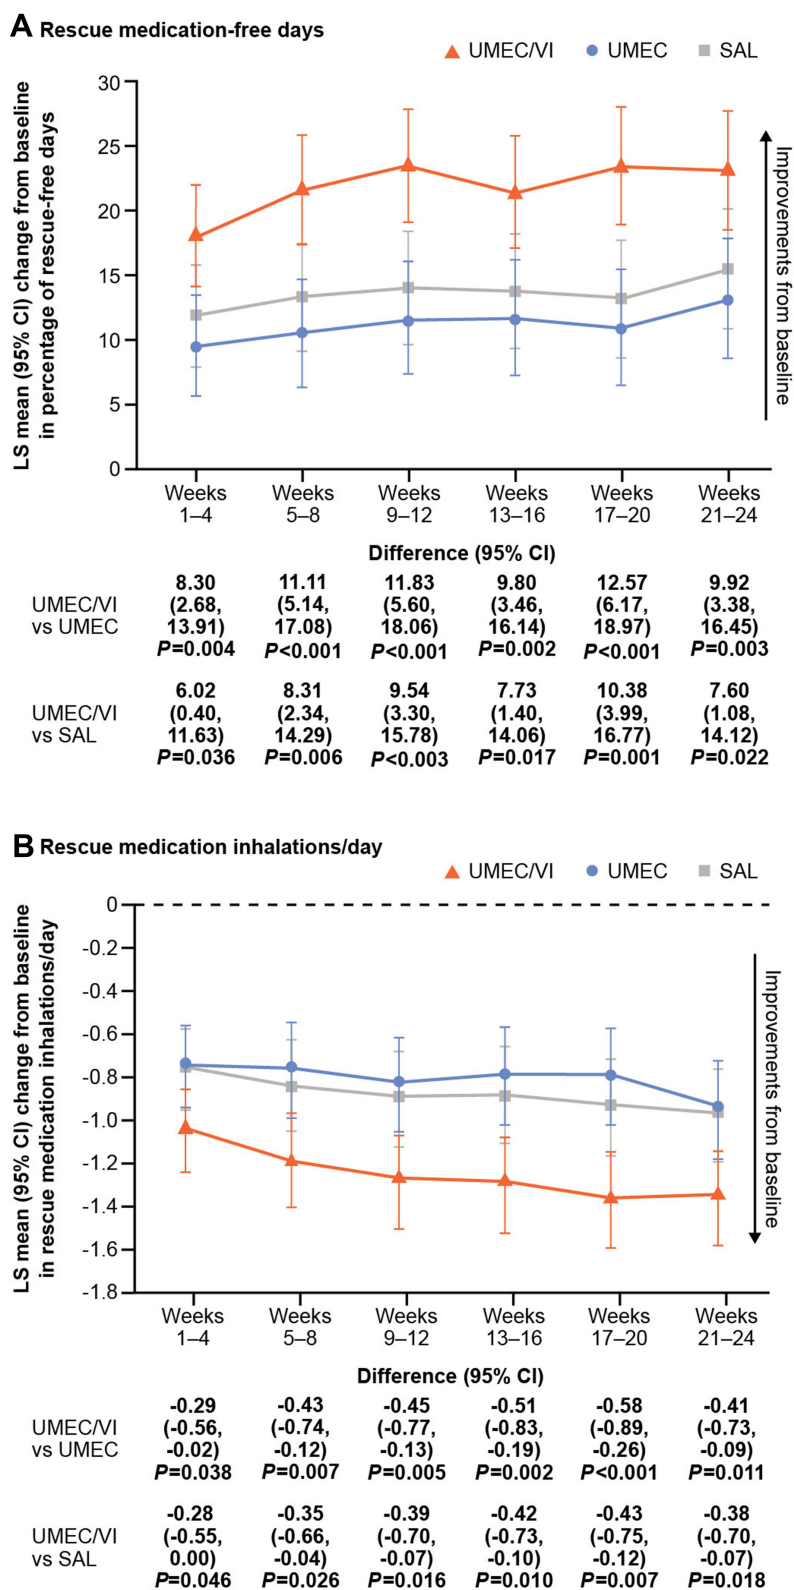 A Rescue medication-free days
UMEC/VI UMEC SAL
LS mean (95% CI) change from baseline
in percentage of rescue-free days
30
25
20
15
10
5
0
Improvements from baseline
Weeks Weeks Weeks Weeks Weeks Weeks
1–4 5–8 9–12 13–16 17–20 21–24
Difference (95% CI)
8.30 11.11 11.83 9.80 12.57 9.92
UMEC/VI (2.68, (5.14, (5.60, (3.46, (6.17, (3.38,
vs UMEC 13.91) 17.08) 18.06) 16.14) 18.97) 16.45)
P=0.004 P<0.001 P<0.001 P=0.002 P<0.001 P=0.003
6.02 8.31 9.54 7.73 10.38 7.60
UMEC/VI (0.40, (2.34, (3.30, (1.40, (3.99, (1.08,
vs SAL 11.63) 14.29) 15.78) 14.06) 16.77) 14.12)
P=0.036 P=0.006 P<0.003 P=0.017 P=0.001 P=0.022
B Rescue medication inhalations/day
UMEC/VI UMEC SAL
LS mean (95% CI) change from baseline
in rescue medication inhalations/day
0
-0.2
-0.4
-0.6
-0.8
-1.0
-1.2
-1.4
-1.6
-1.8
Improvements from baseline
Weeks Weeks Weeks Weeks Weeks Weeks
1–4 5–8 9–12 13–16 17–20 21–24
Difference (95% CI)
-0.29 -0.43 -0.45 -0.51 -0.58 -0.41
UMEC/VI (-0.56, (-0.74, (-0.77, (-0.83, (-0.89, (-0.73,
vs UMEC -0.02) -0.12) -0.13) -0.19) -0.26) -0.09)
P=0.038 P=0.007 P=0.005 P=0.002 P<0.001 P=0.011
-0.28 -0.35 -0.39 -0.42 -0.43 -0.38
UMEC/VI (-0.55, (-0.66, (-0.70, (-0.73, (-0.75, (-0.70,
vs SAL 0.00) -0.04) -0.07) -0.10) -0.12) -0.07)
P=0.046 P=0.026 P=0.016 P=0.010 P=0.007 P=0.018